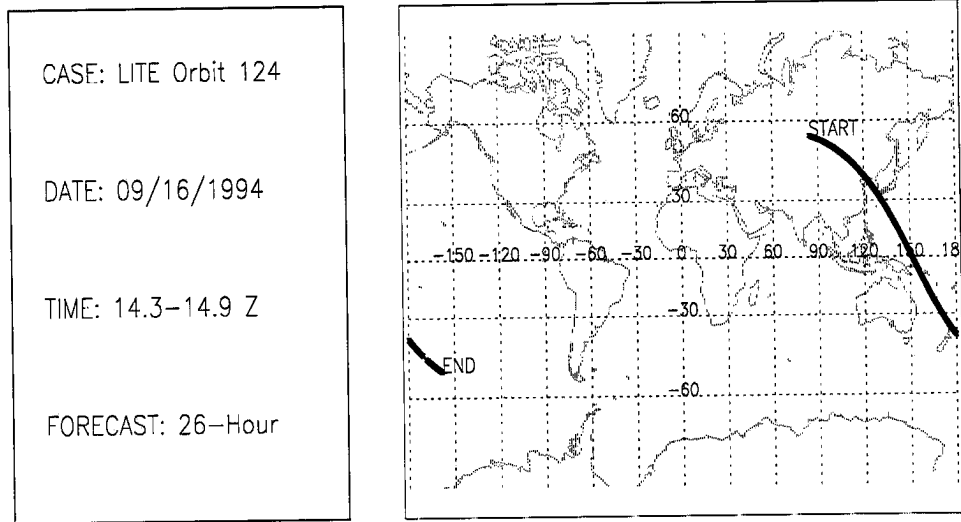 CASE: LITE Orbit 124
DATE: 09/16/1994
TIME: 14.3-14.9 Z
FORECAST: 26-Hour
60
START
30
-150 -120 -90 -60 -30 0 30 60 90 120 150 180
-30
END
-60